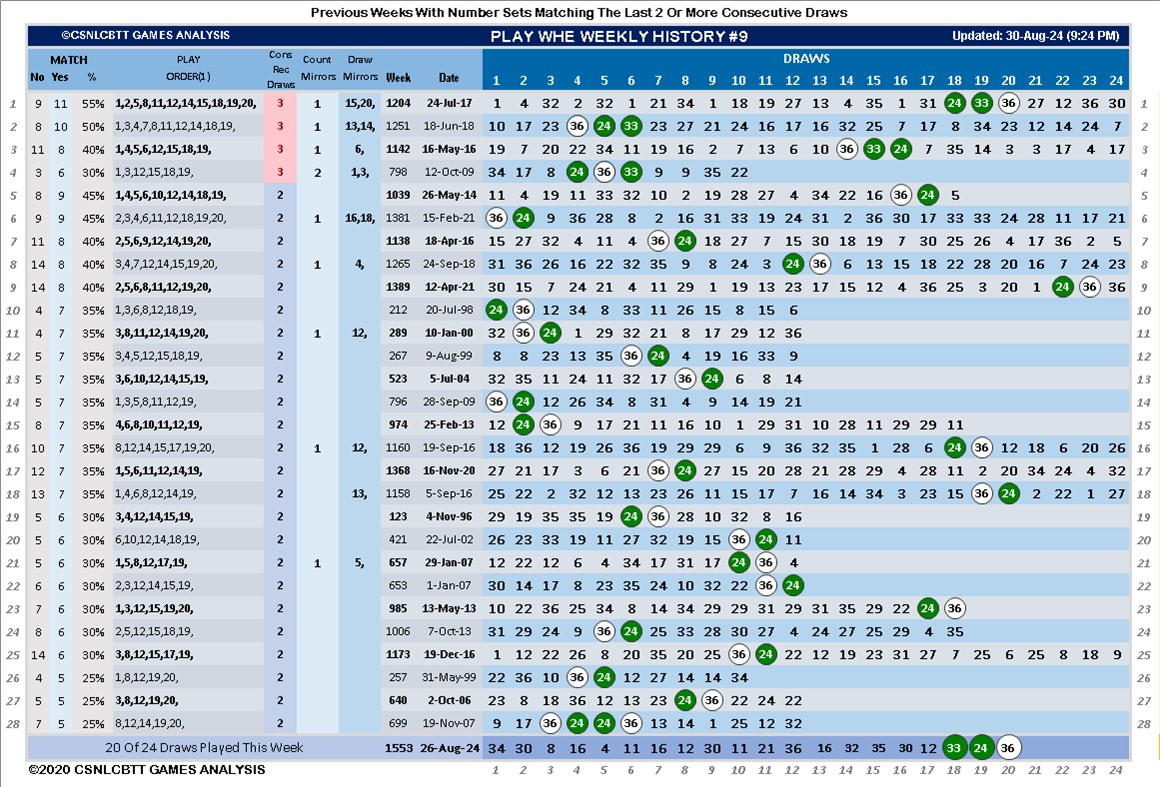 Previous Weeks With Number Sets Matching The Last 2 Or More Consecutive Draws
©CSNLCBTT GAMES ANALYSIS PLAY WHE WEEKLY HISTORY #9 Updated: 30-Aug-24 (9:24 PM)
MATCH PLAY Cons Count Draw DRAWS
No Yes % ORDER(1) Rec Draws Mirrors Mirrors Week Date 1 2 3 4 5 6 7 8 9 10 11 12 13 14 15 16 17 18 19 20 21 22 23 24
1 9 11 55% 1,2,5,8,11,12,14,15,18,19,20, 3 1 15,20, 1204 24-Jul-17 1 4 32 2 32 1 21 34 1 18 19 27 13 4 35 1 31 24 33 36 27 12 36 30 1
2 8 10 50% 1,3,4,7,8,11,12,14,18,19, 3 1 13,14, 1251 18-Jun-18 10 17 23 36 24 33 23 27 21 24 16 17 16 32 25 7 17 8 34 23 12 14 24 7 2
3 11 8 40% 1,4,5,6,12,15,18,19, 3 1 6, 1142 16-May-16 19 7 20 22 34 11 19 16 2 7 13 6 10 36 33 24 7 35 14 3 3 17 4 17 3
4 3 6 30% 1,3,12,15,18,19, 3 2 1,3, 798 12-Oct-09 34 17 8 24 36 33 9 9 35 22 4
5 8 9 45% 1,4,5,6,10,12,14,18,19, 2 1039 26-May-14 11 4 19 11 33 32 10 2 19 28 27 4 34 22 16 36 24 5 5
6 9 9 45% 2,3,4,6,11,12,18,19,20, 2 1 16,18, 1381 15-Feb-21 36 24 9 36 28 8 2 16 31 33 19 24 31 2 36 30 17 33 33 24 28 11 17 21 6
7 11 8 40% 2,5,6,9,12,14,19,20, 2 1138 18-Apr-16 15 27 32 4 11 4 36 24 18 27 7 15 30 18 19 7 30 25 26 4 17 36 2 5 7
8 14 8 40% 3,4,7,12,14,15,19,20, 2 1 4, 1265 24-Sep-18 31 36 26 16 22 32 35 9 8 24 3 24 36 6 13 15 18 22 28 20 16 7 24 23 8
9 14 8 40% 2,5,6,8,11,12,19,20, 2 1389 12-Apr-21 30 15 7 24 21 4 11 29 1 19 13 23 17 15 12 4 36 25 3 20 1 24 36 36 9
10 4 7 35% 1,3,6,8,12,18,19, 2 212 20-Jul-98 24 36 12 34 8 33 11 26 15 8 15 6 10
11 4 7 35% 3,8,11,12,14,19,20, 2 1 12, 289 10-Jan-00 32 36 24 1 29 32 21 8 17 29 12 36 11
12 5 7 35% 3,4,5,12,15,18,19, 2 267 9-Aug-99 8 8 23 13 35 36 24 4 19 16 33 9 12
13 5 7 35% 3,6,10,12,14,15,19, 2 523 5-Jul-04 32 35 11 24 11 32 17 36 24 6 8 14 13
14 5 7 35% 1,3,5,8,11,12,19, 2 796 28-Sep-09 36 24 12 26 34 8 31 4 9 14 19 21 14
15 8 7 35% 4,6,8,10,11,12,19, 2 974 25-Feb-13 12 24 36 9 17 21 11 16 10 1 29 31 10 28 11 29 29 11 15
16 10 7 35% 8,12,14,15,17,19,20, 2 1 12, 1160 19-Sep-16 18 36 12 19 26 36 19 29 29 6 9 36 32 35 1 28 6 24 36 12 18 6 20 26 16
17 12 7 35% 1,5,6,11,12,14,19, 2 1368 16-Nov-20 27 21 17 3 6 21 36 24 27 15 20 28 21 28 29 4 28 11 2 20 34 24 4 32 17
18 13 7 35% 1,4,6,8,12,14,19, 2 13, 1158 5-Sep-16 25 22 2 32 12 13 23 26 11 15 17 7 16 14 34 3 23 15 36 24 2 22 1 27 18
19 5 6 30% 3,4,12,14,15,19, 2 123 4-Nov-96 29 19 35 35 19 24 36 28 10 32 8 16 19
20 5 6 30% 6,10,12,14,18,19, 2 421 22-Jul-02 26 23 33 19 11 27 32 19 15 36 24 11 20
21 5 6 30% 1,5,8,12,17,19, 2 1 5, 657 29-Jan-07 12 22 12 6 4 34 17 31 17 24 36 4 21
22 6 6 30% 2,3,12,14,15,19, 2 653 1-Jan-07 30 14 17 8 23 35 24 10 32 22 36 24 22
23 7 6 30% 1,3,12,15,19,20, 2 985 13-May-13 10 22 36 25 34 8 14 34 29 29 31 29 31 35 29 22 24 36 23
24 8 6 30% 2,5,12,15,18,19, 2 1006 7-Oct-13 31 29 24 9 36 24 25 33 28 30 27 4 24 27 25 29 4 35 24
25 14 6 30% 3,8,12,15,17,19, 2 1173 19-Dec-16 1 12 22 26 8 20 35 20 25 36 24 22 12 19 23 31 27 7 25 6 25 8 18 9 25
26 4 5 25% 1,8,12,19,20, 2 257 31-May-99 22 36 10 36 24 12 27 14 14 34 26
27 5 5 25% 3,8,12,19,20, 2 640 2-Oct-06 23 8 18 36 12 13 23 24 36 22 24 22 27
28 7 5 25% 8,12,14,19,20, 2 699 19-Nov-07 9 17 36 24 24 36 13 14 1 25 12 32 28
20 Of 24 Draws Played This Week 1553 26-Aug-24 34 30 8 16 4 11 16 12 30 11 21 36 16 32 35 30 12 33 24 36
©2020 CSNLCBTT GAMES ANALYSIS 1 2 3 4 5 6 7 8 9 10 11 12 13 14 15 16 17 18 19 20 21 22 23 24